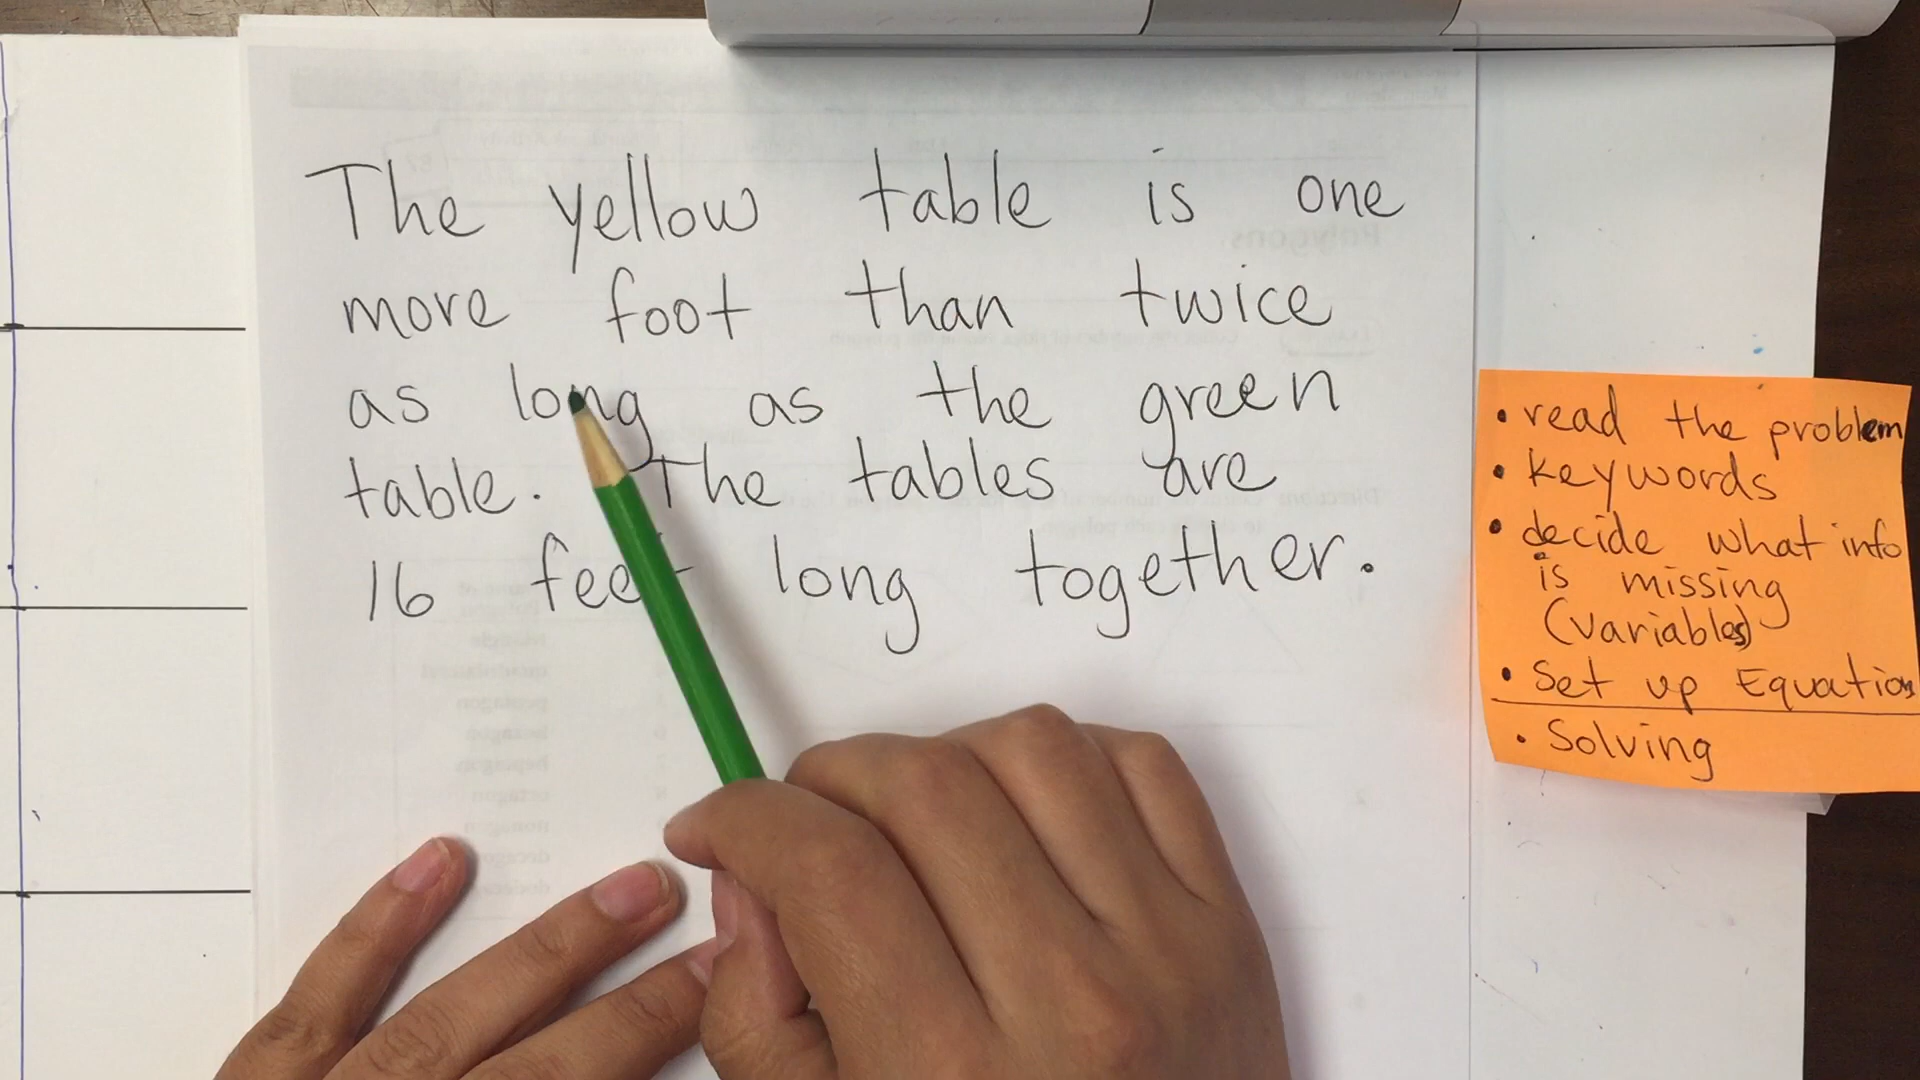 The yellow table is one
more foot than twice
as long as the green
table. The tables are
16 feet long together.
• read the problem
• keywords
• decide what info
is missing
(variables)
• Set up Equations
• Solving